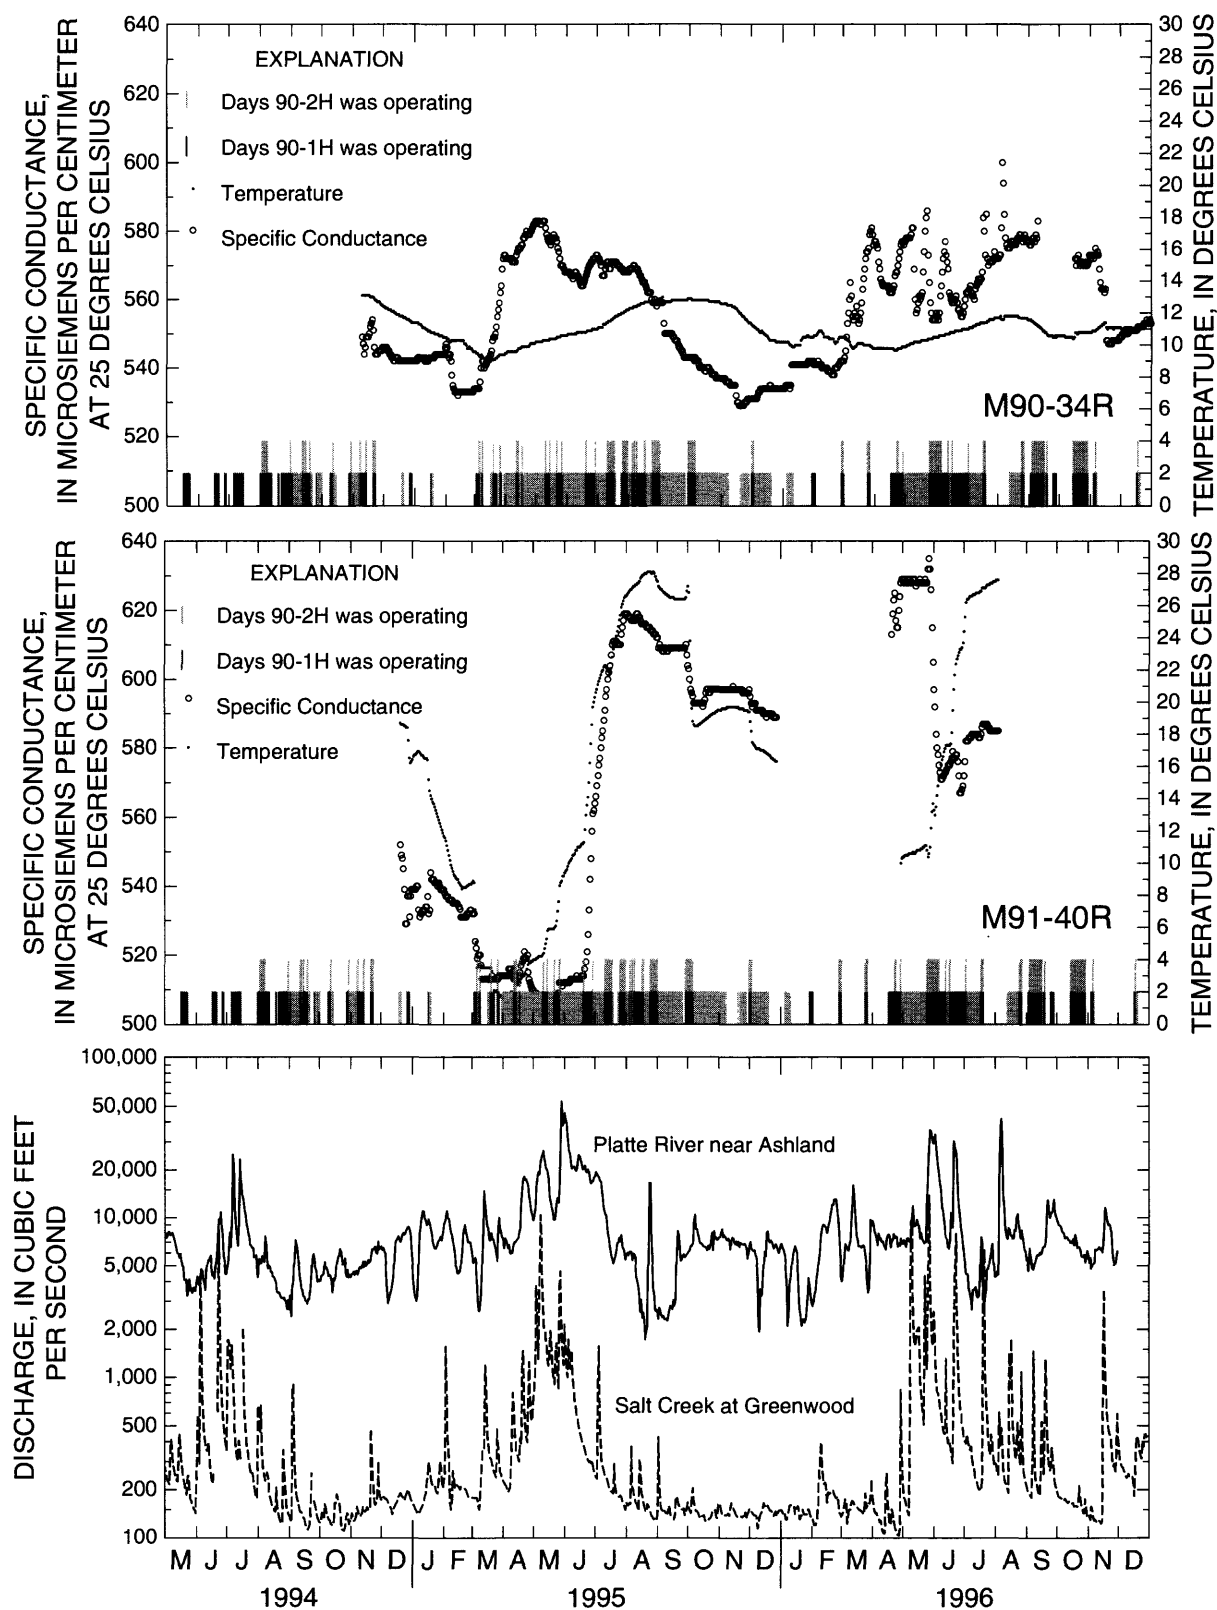 SPECIFIC CONDUCTANCE,
IN MICROSIEMENS PER CENTIMETER
AT 25 DEGREES CELSIUS
640
620
600
580
560
540
520
500
EXPLANATION
Days 90-2H was operating
Days 90-1H was operating
Temperature
Specific Conductance
M90-34R
30
28
26
24
22
20
18
16
14
12
10
8
6
4
2
0
TEMPERATURE, IN DEGREES CELSIUS
SPECIFIC CONDUCTANCE,
IN MICROSIEMENS PER CENTIMETER
AT 25 DEGREES CELSIUS
640
620
600
580
560
540
520
500
EXPLANATION
Days 90-2H was operating
Days 90-1H was operating
Specific Conductance
Temperature
M91-40R
30
28
26
24
22
20
18
16
14
12
10
8
6
4
2
0
TEMPERATURE, IN DEGREES CELSIUS
DISCHARGE, IN CUBIC FEET
PER SECOND
100,000
50,000
20,000
10,000
5,000
2,000
1,000
500
200
100
Platte River near Ashland
Salt Creek at Greenwood
M J J A S O N D J F M A M J J A S O N D J F M A M J J A S O N D
1994 1995 1996